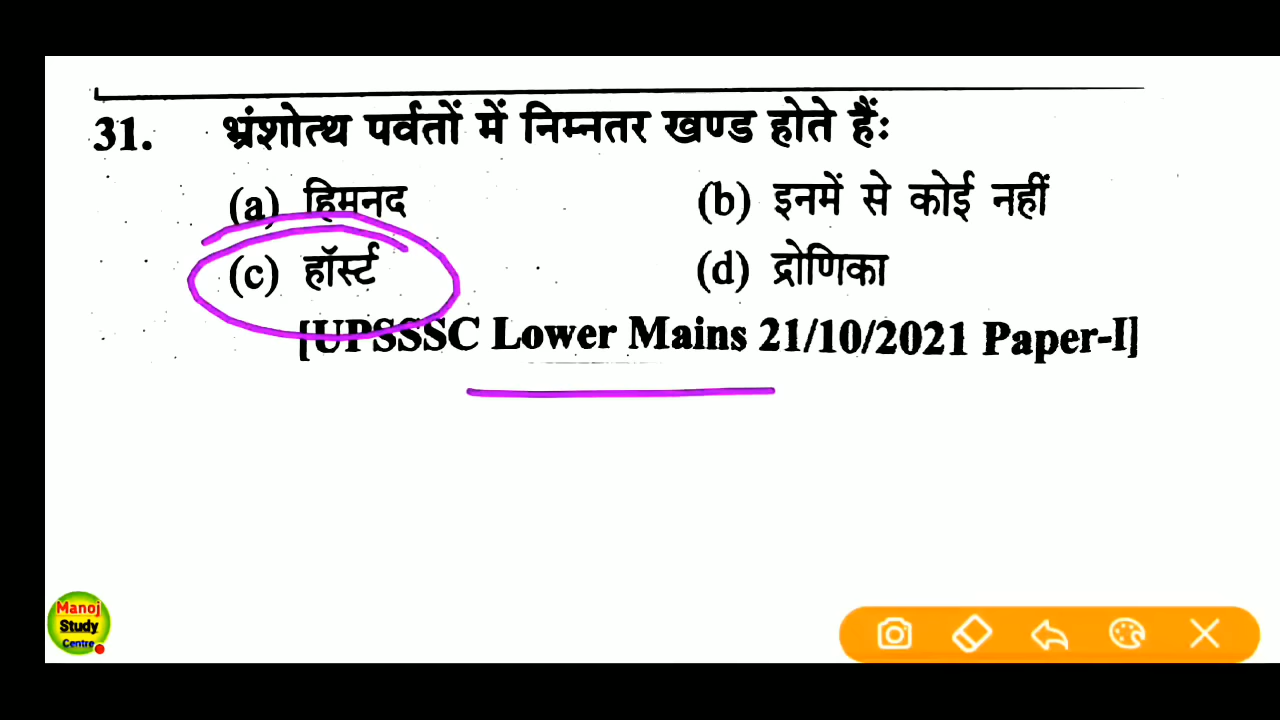 31. भ्रंशोत्थ पर्वतों में निम्नतर खण्ड होते हैंः
(a) हिमनद (b) इनमें से कोई नहीं
(c) हॉर्स्ट (d) द्रोणिका
[UPSSSC Lower Mains 21/10/2021 Paper-I]
Manoj
Study
Centre